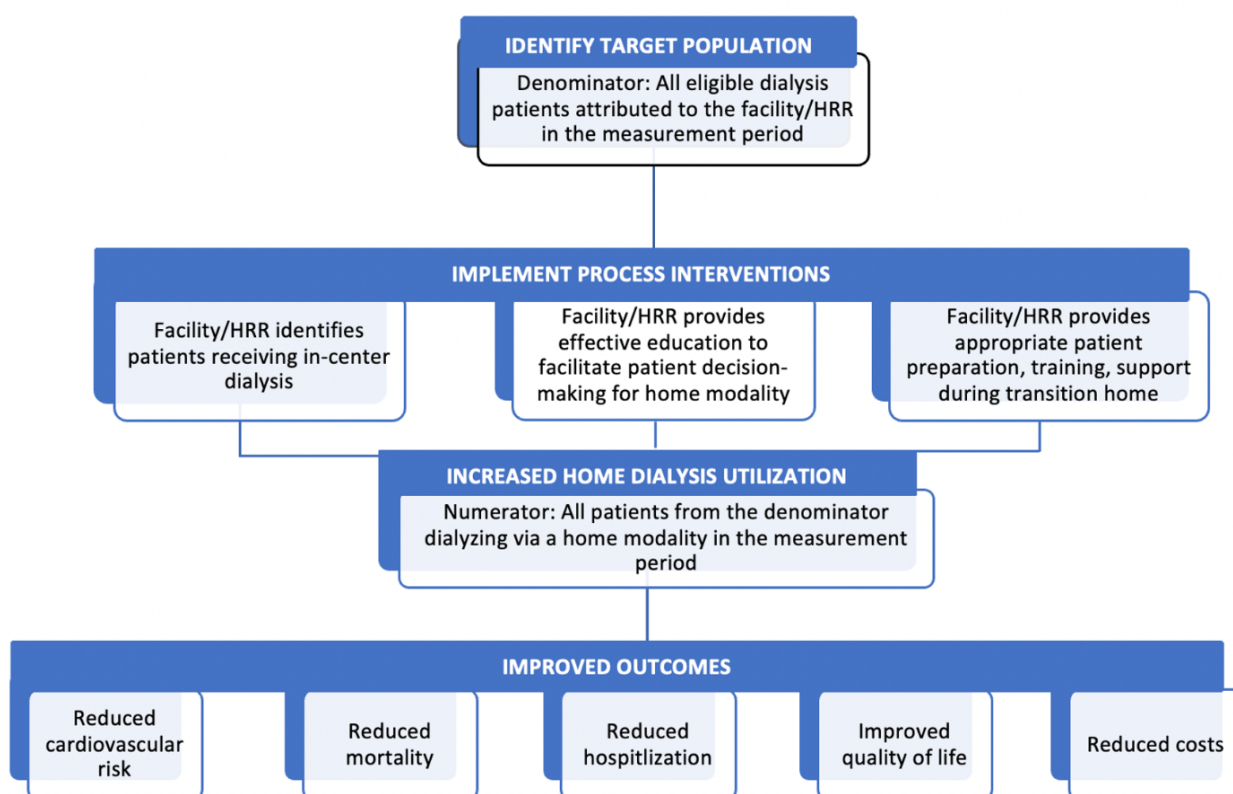 IDENTIFY TARGET POPULATION
Denominator: All eligible dialysis
patients attributed to the facility/HRR
in the measurement period
IMPLEMENT PROCESS INTERVENTIONS
Facility/HRR identifies
patients receiving in-center
dialysis
Facility/HRR provides
effective education to
facilitate patient decision-
making for home modality
Facility/HRR provides
appropriate patient
preparation, training, support
during transition home
INCREASED HOME DIALYSIS UTILIZATION
Numerator: All patients from the denominator
dialyzing via a home modality in the measurement
period
IMPROVED OUTCOMES
Reduced
cardiovascular
risk
Reduced
mortality
Reduced
hospitlization
Improved
quality of life
Reduced costs